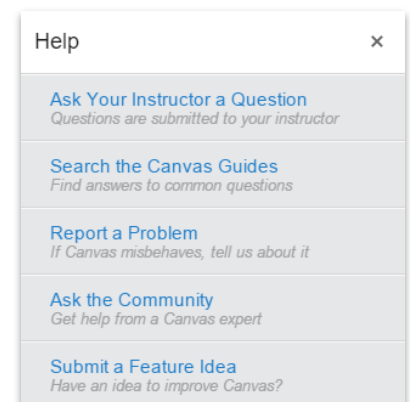 Help ×
Ask Your Instructor a Question
Questions are submitted to your instructor
Search the Canvas Guides
Find answers to common questions
Report a Problem
If Canvas misbehaves, tell us about it
Ask the Community
Get help from a Canvas expert
Submit a Feature Idea
Have an idea to improve Canvas?